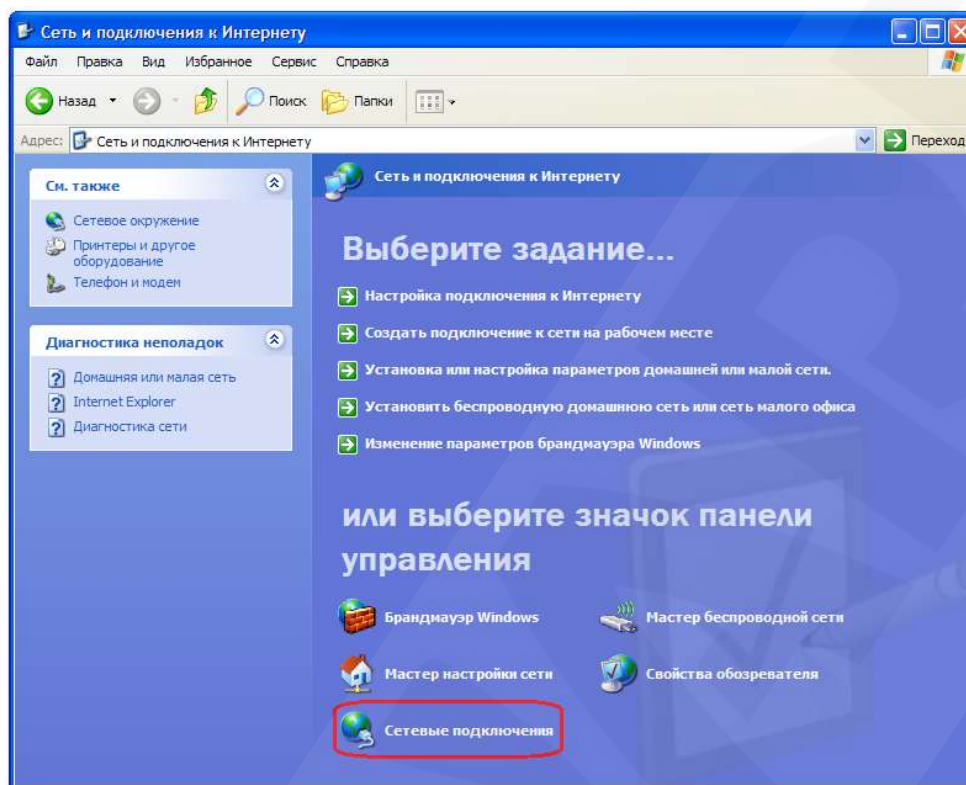 Сеть и подключения к Интернету
Файл Правка Вид Избранное Сервис Справка
Назад Поиск Папки
Адрес: Сеть и подключения к Интернету Переход
См. также
Сетевое окружение
Принтеры и другое
оборудование
Телефон и модем
Диагностика неполадок
Домашняя или малая сеть
Internet Explorer
Диагностика сети
Сеть и подключения к Интернету
Выберите задание...
Настройка подключения к Интернету
Создать подключение к сети на рабочем месте
Установка или настройка параметров домашней или малой сети.
Установить беспроводную домашнюю сеть или сеть малого офиса
Изменение параметров брандмауэра Windows
или выберите значок панели
управления
Брандмауэр Windows
Мастер беспроводной сети
Мастер настройки сети
Свойства обозревателя
Сетевые подключения